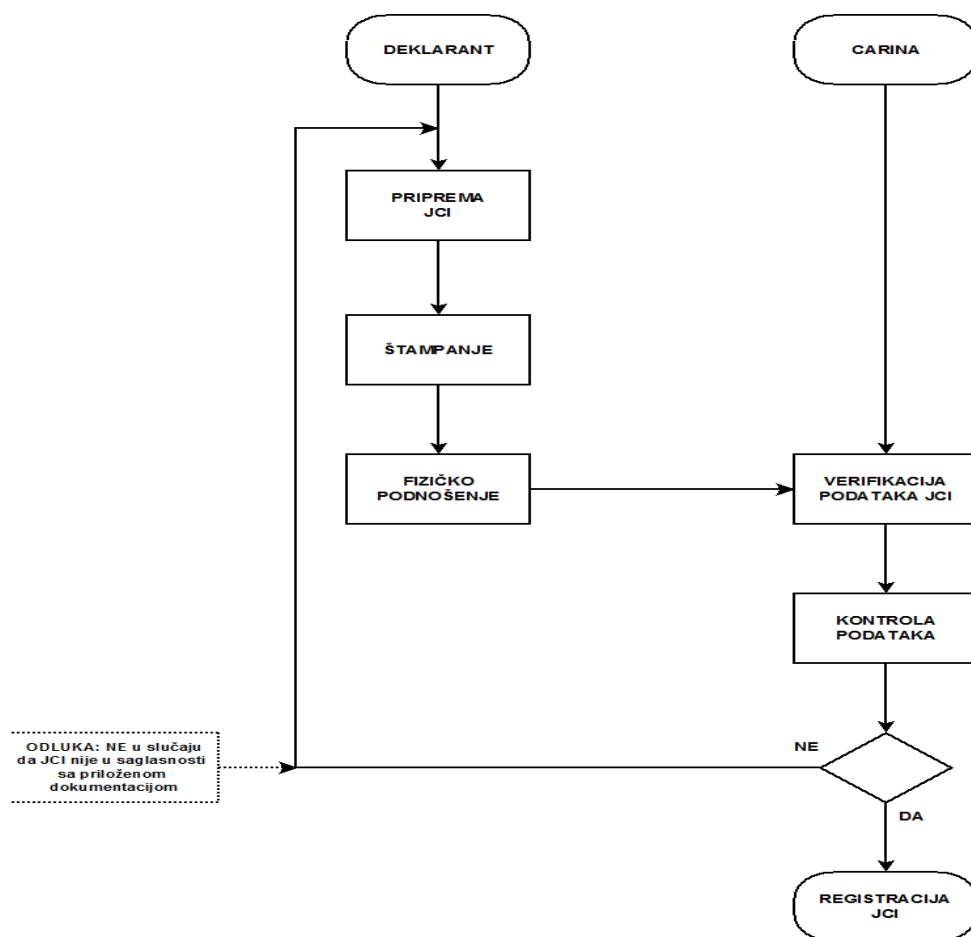 DEKLARANT
CARINA
PRIPREMA
JCI
ŠTAMPANJE
FIZIČKO
PODNOŠENJE
VERIFIKACIJA
PODATAKA JCI
KONTROLA
PODATAKA
ODLUKA: NE u slučaju
da JCI nije u saglasnosti
sa priloženom
dokumentacijom
NE
DA
REGISTRACIJA
JCI